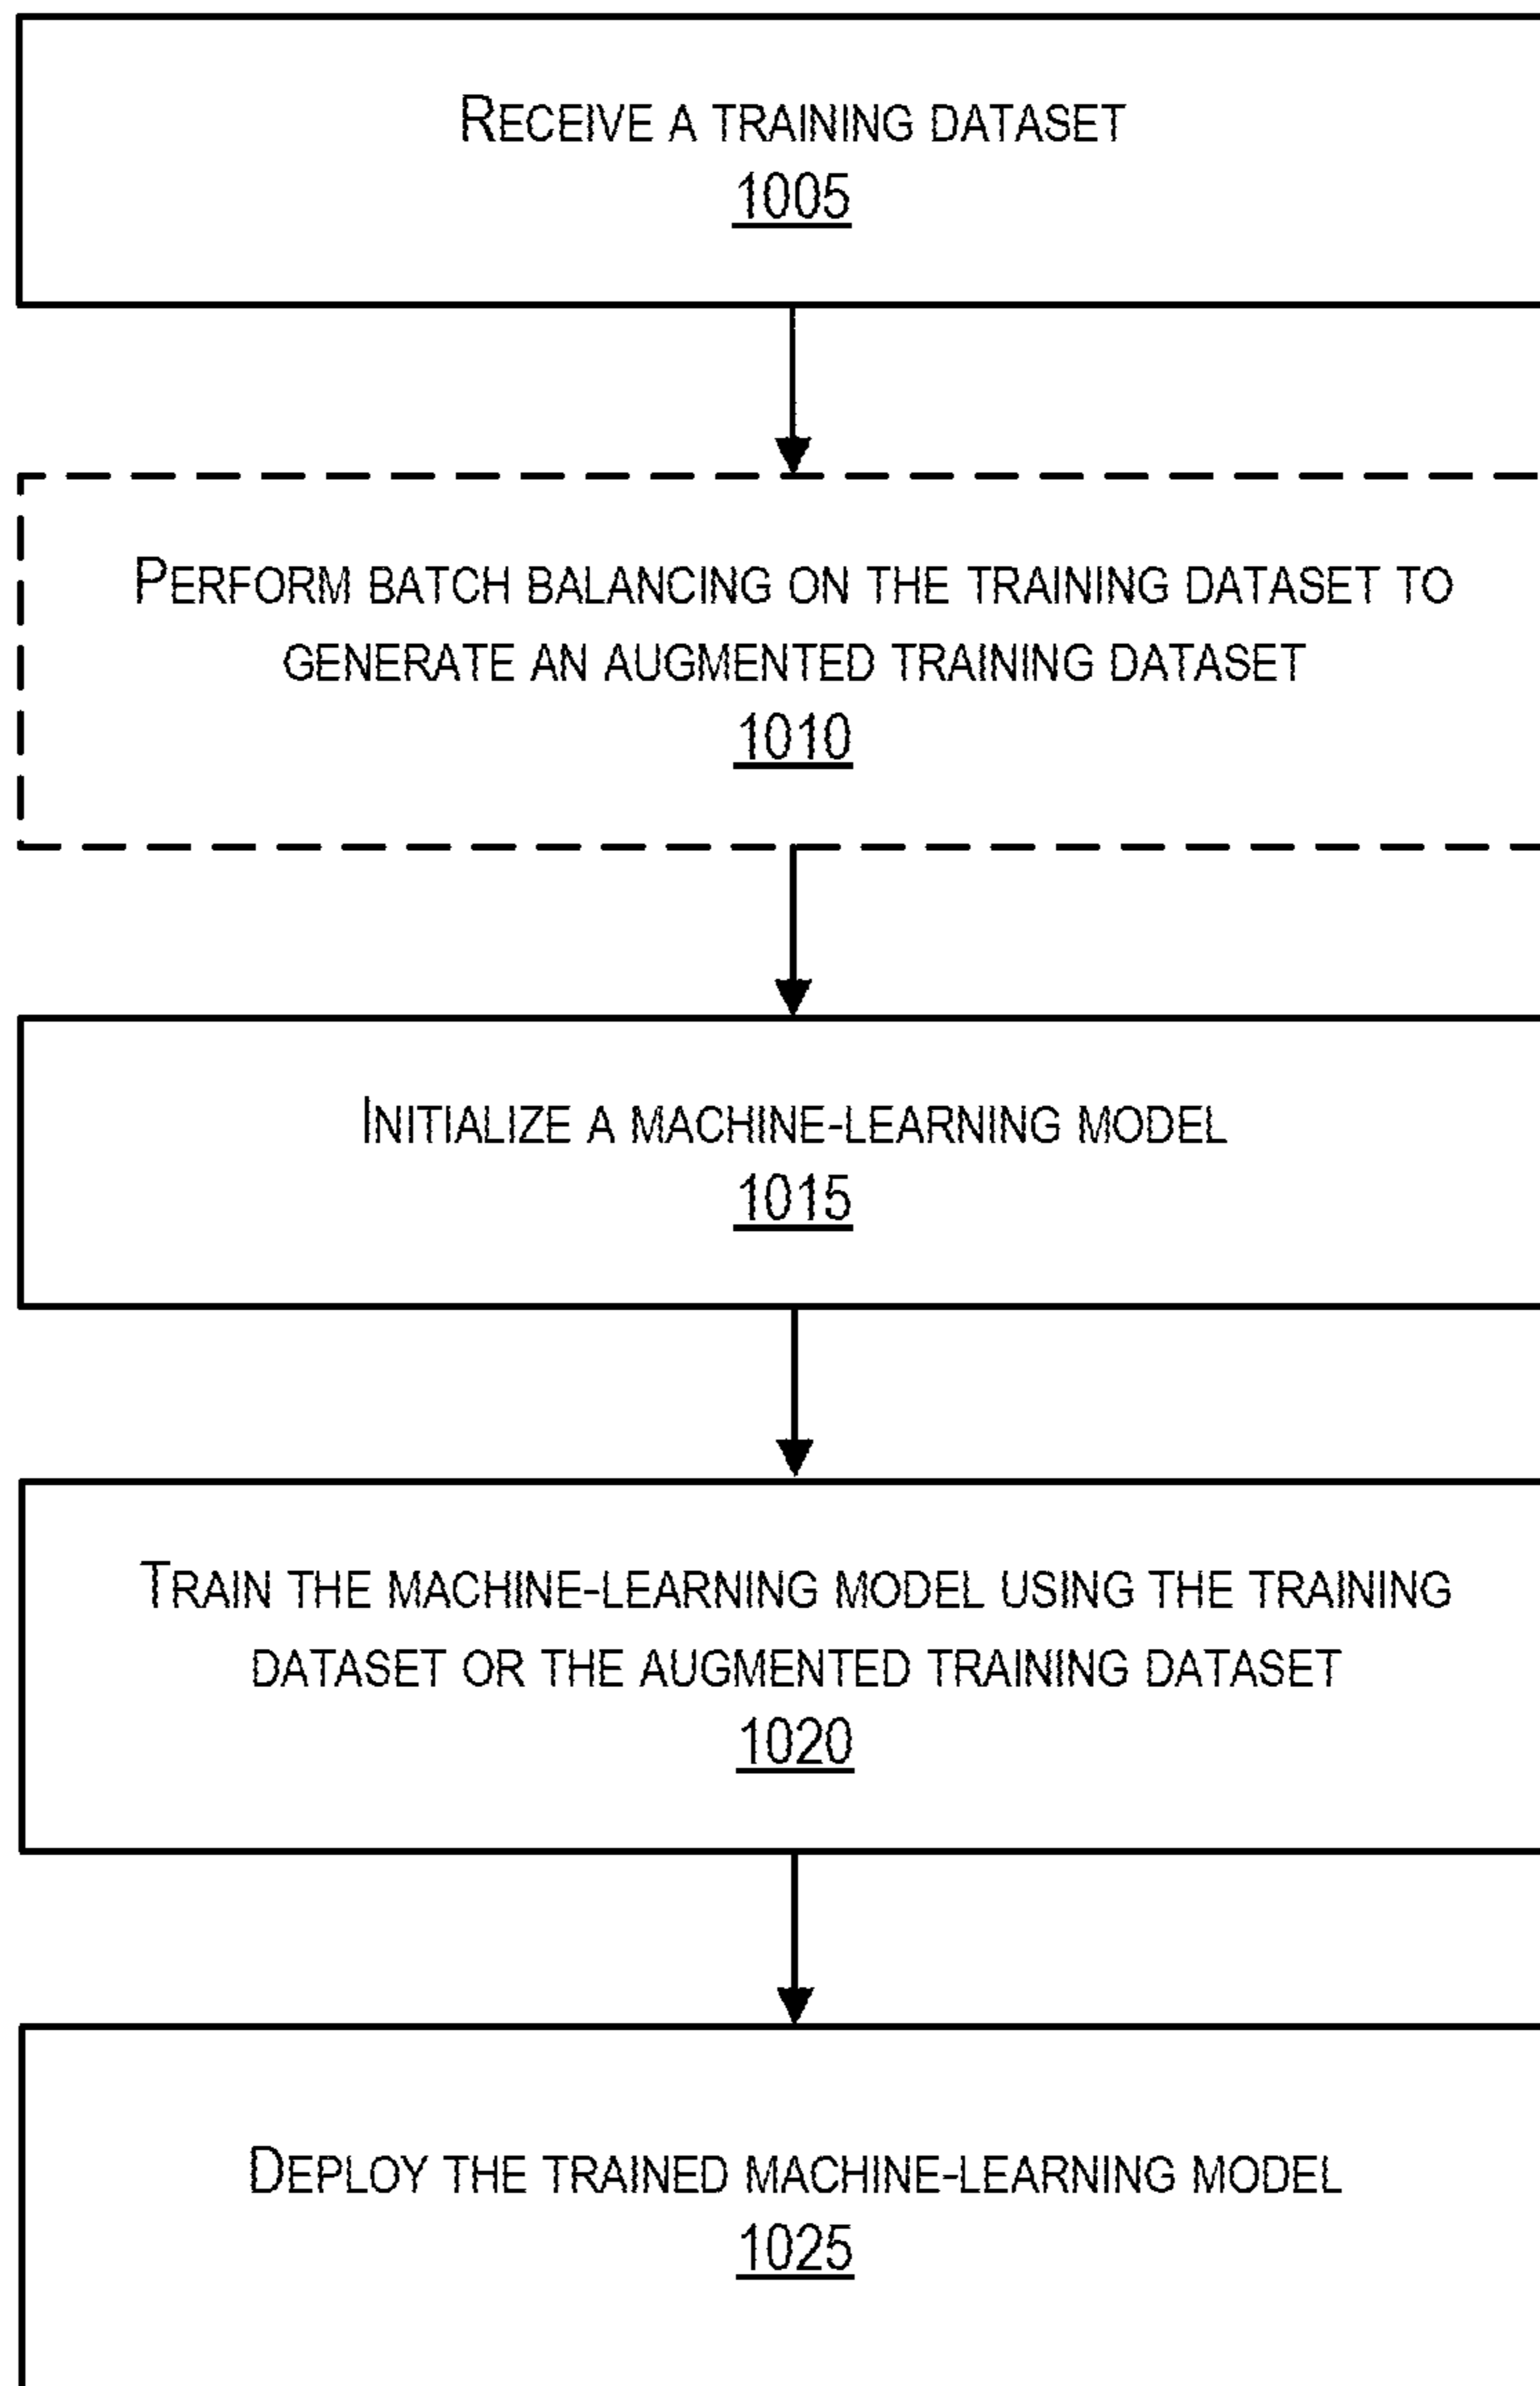 RECEIVE A TRAINING DATASET
1005
PERFORM BATCH BALANCING ON THE TRAINING DATASET TO
GENERATE AN AUGMENTED TRAINING DATASET
1010
INITIALIZE A MACHINE-LEARNING MODEL
1015
TRAIN THE MACHINE-LEARNING MODEL USING THE TRAINING
DATASET OR THE AUGMENTED TRAINING DATASET
1020
DEPLOY THE TRAINED MACHINE-LEARNING MODEL
1025